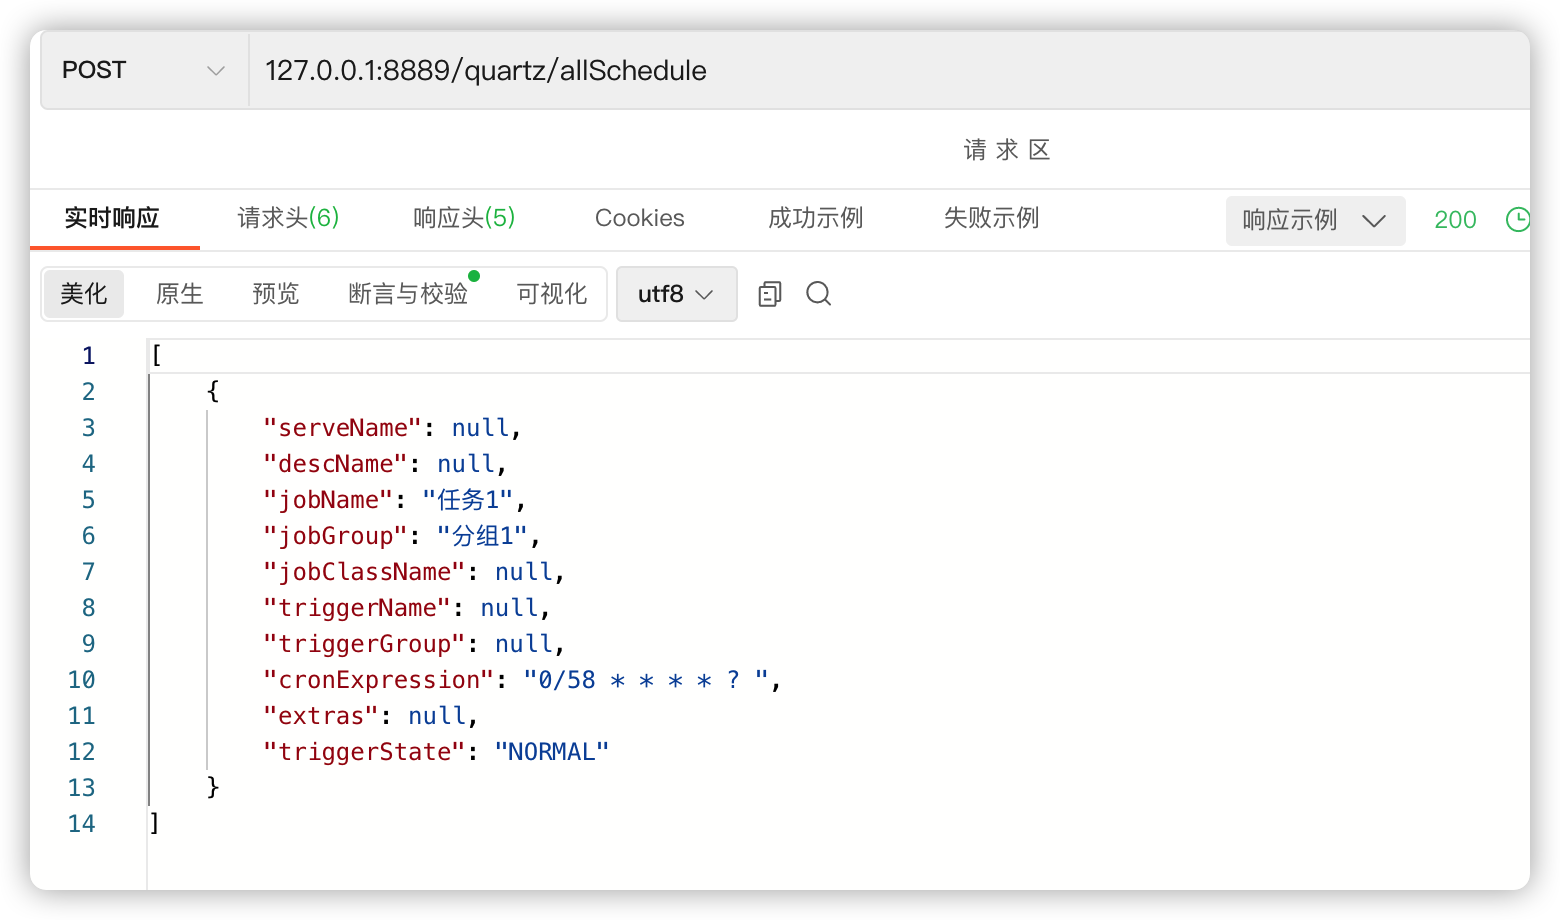 POST 127.0.0.1:8889/quartz/allSchedule
请 求 区
实时响应 请求头(6) 响应头(5) Cookies 成功示例 失败示例 响应示例 200
美化 原生 预览 断言与校验 可视化 utf8
1 [
2 {
3 "serveName": null,
4 "descName": null,
5 "jobName": "任务1",
6 "jobGroup": "分组1",
7 "jobClassName": null,
8 "triggerName": null,
9 "triggerGroup": null,
10 "cronExpression": "0/58 * * * * ? ",
11 "extras": null,
12 "triggerState": "NORMAL"
13 }
14 ]